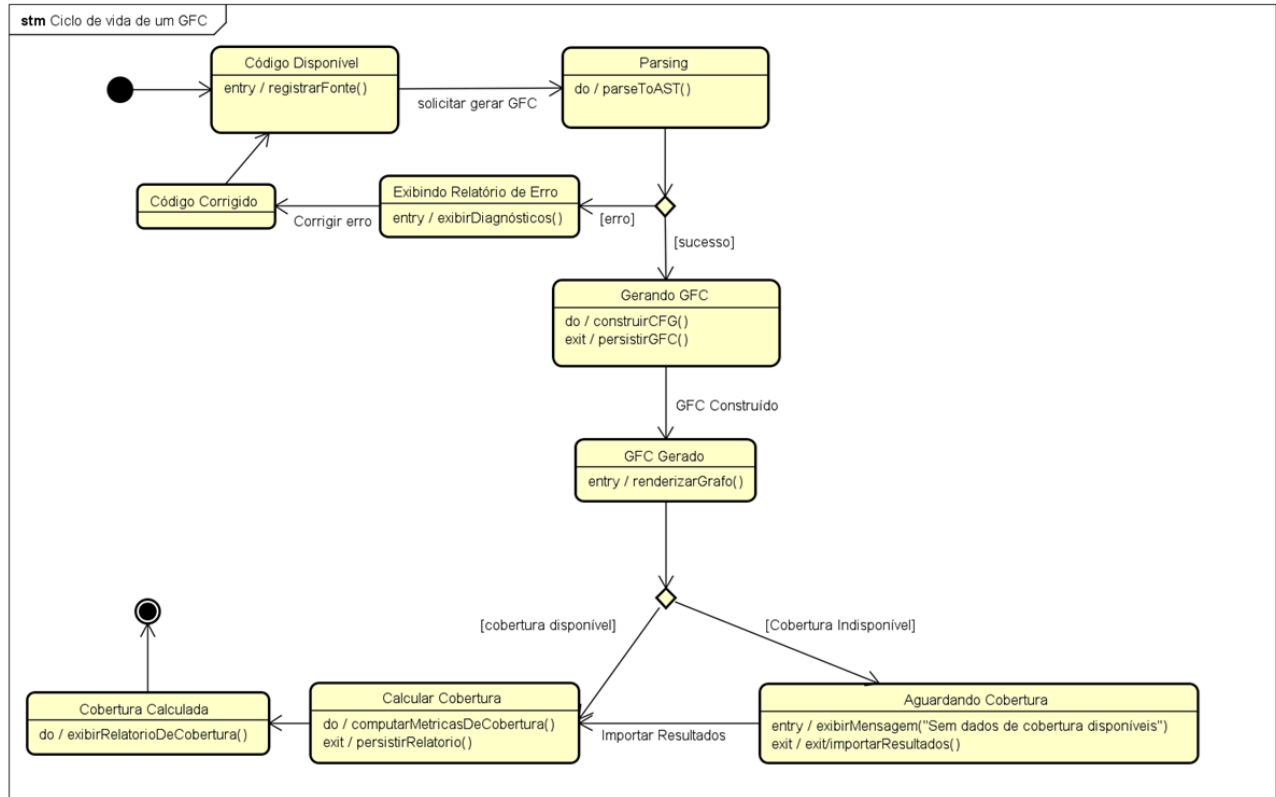 stm Ciclo de vida de um GFC
Código Disponível
entry / registrarFonte()
solicitar gerar GFC
Parsing
do / parseToAST()
Código Corrigido
Corrigir erro
Exibindo Relatório de Erro
entry / exibirDiagnósticos()
[erro]
[sucesso]
Gerando GFC
do / construirCFG()
exit / persistirGFC()
GFC Construído
GFC Gerado
entry / renderizarGrafo()
[cobertura disponível]
[Cobertura Indisponível]
Cobertura Calculada
do / exibirRelatorioDeCobertura()
Calcular Cobertura
do / computarMetricasDeCobertura()
exit / persistirRelatorio()
Importar Resultados
Aguardando Cobertura
entry / exibirMensagem("Sem dados de cobertura disponíveis")
exit / exit/importarResultados()